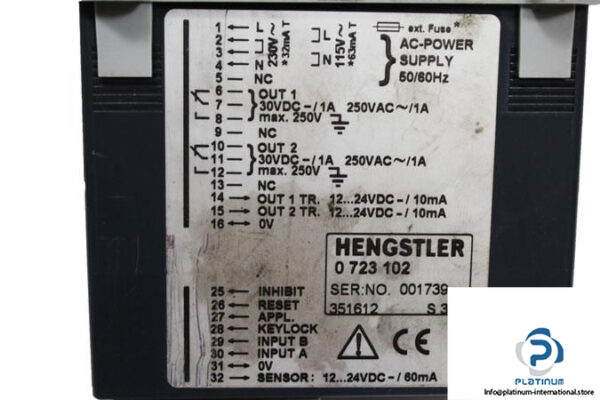 1 L 230V~ *32mA T L 115V~ *63mA T ext. Fuse*
2 AC-POWER
3 SUPPLY
4 N N 50/60Hz
5 NC
6 OUT 1
7 30VDC-/1A 250VAC~/1A
8 max. 250V
9 NC
10 OUT 2
11 30VDC-/1A 250VAC~/1A
12 max. 250V
13 NC
14 OUT 1 TR. 12...24VDC-/10mA
15 OUT 2 TR. 12...24VDC-/10mA
16 0V
HENGSTLER
0 723 102
SER:NO. 001739
351612 S 3
25 INHIBIT
26 RESET
27 APPL.
28 KEYLOCK
29 INPUT B
30 INPUT A
31 0V
32 SENSOR: 12...24VDC-/60mA
CE
PLATINUM
Info@platinum-international.store